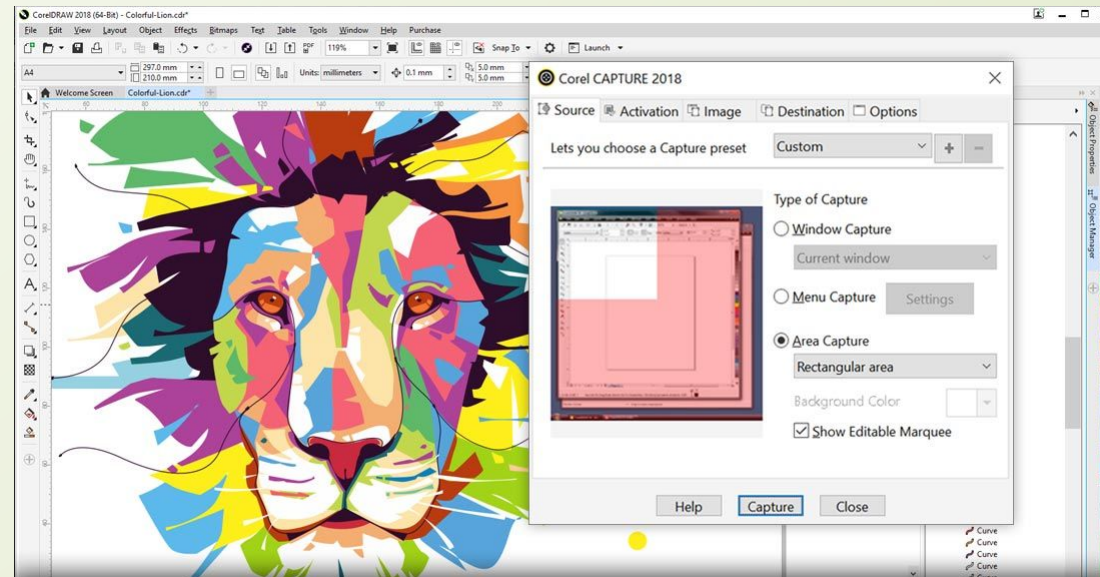 CorelDRAW 2018 (64-Bit) - Colorful-Lion.cdr*
File Edit View Layout Object Effects Bitmaps Text Table Tools Window Help Purchase
PDF 119% Snap To Launch
A4 297.0 mm 210.0 mm Units: millimeters 0.1 mm 5.0 mm 5.0 mm
Welcome Screen Colorful-Lion.cdr*
Object Properties
Object Manager
Corel CAPTURE 2018
Source Activation Image Destination Options
Lets you choose a Capture preset Custom
Type of Capture
Window Capture
Current window
Menu Capture Settings
Area Capture
Rectangular area
Background Color
Show Editable Marquee
Help Capture Close
Curve
Curve
Curve
Curve